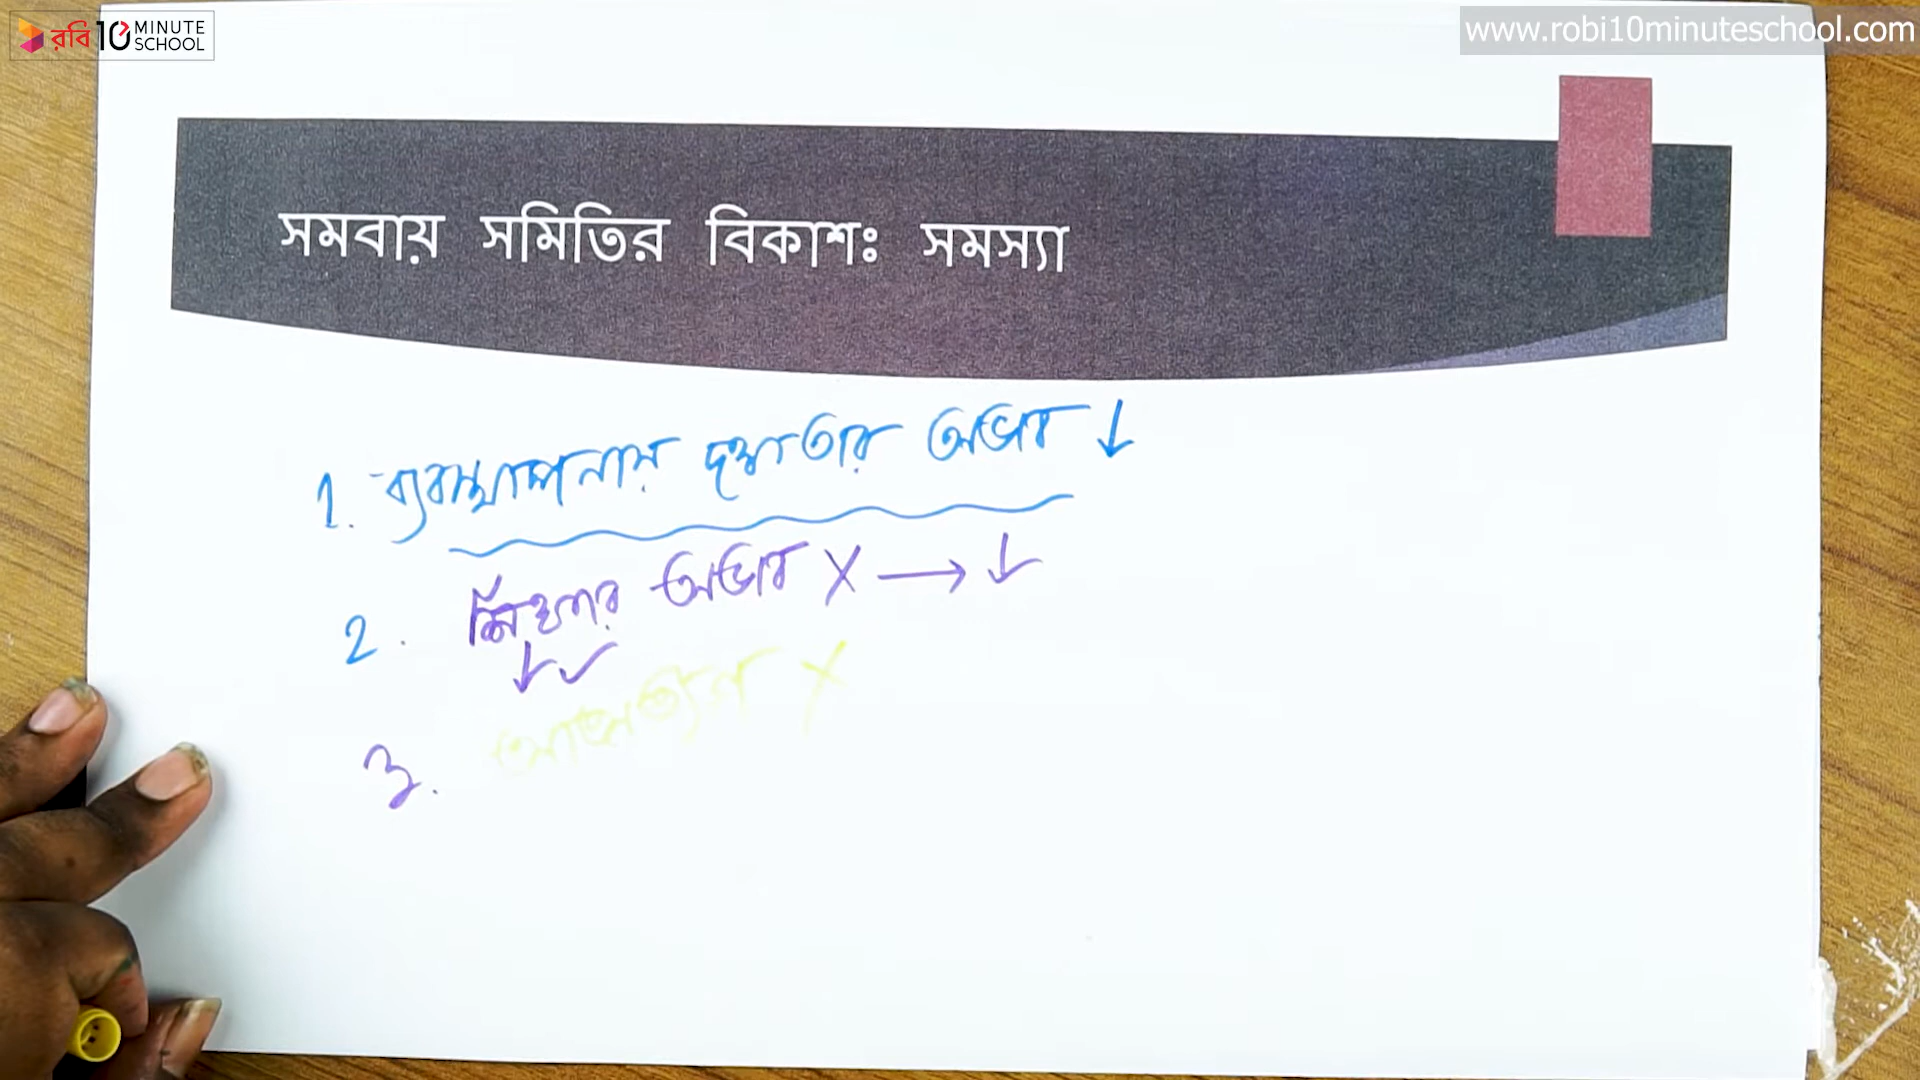 রবি 10 MINUTE SCHOOL
www.robi10minuteschool.com
সমবায় সমিতির বিকাশঃ সমস্যা
1. ব্যবস্থাপনায় দক্ষতার অভাব ↓
2. শিক্ষার অভাব X → ↓
↓ ✓
3. X